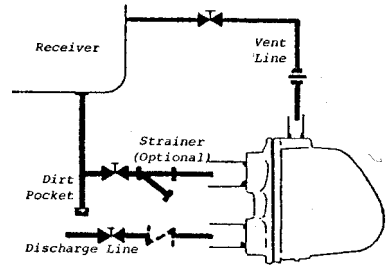 Receiver
Vent
Line
Strainer
(Optional)
Dirt
Pocket
Discharge Line